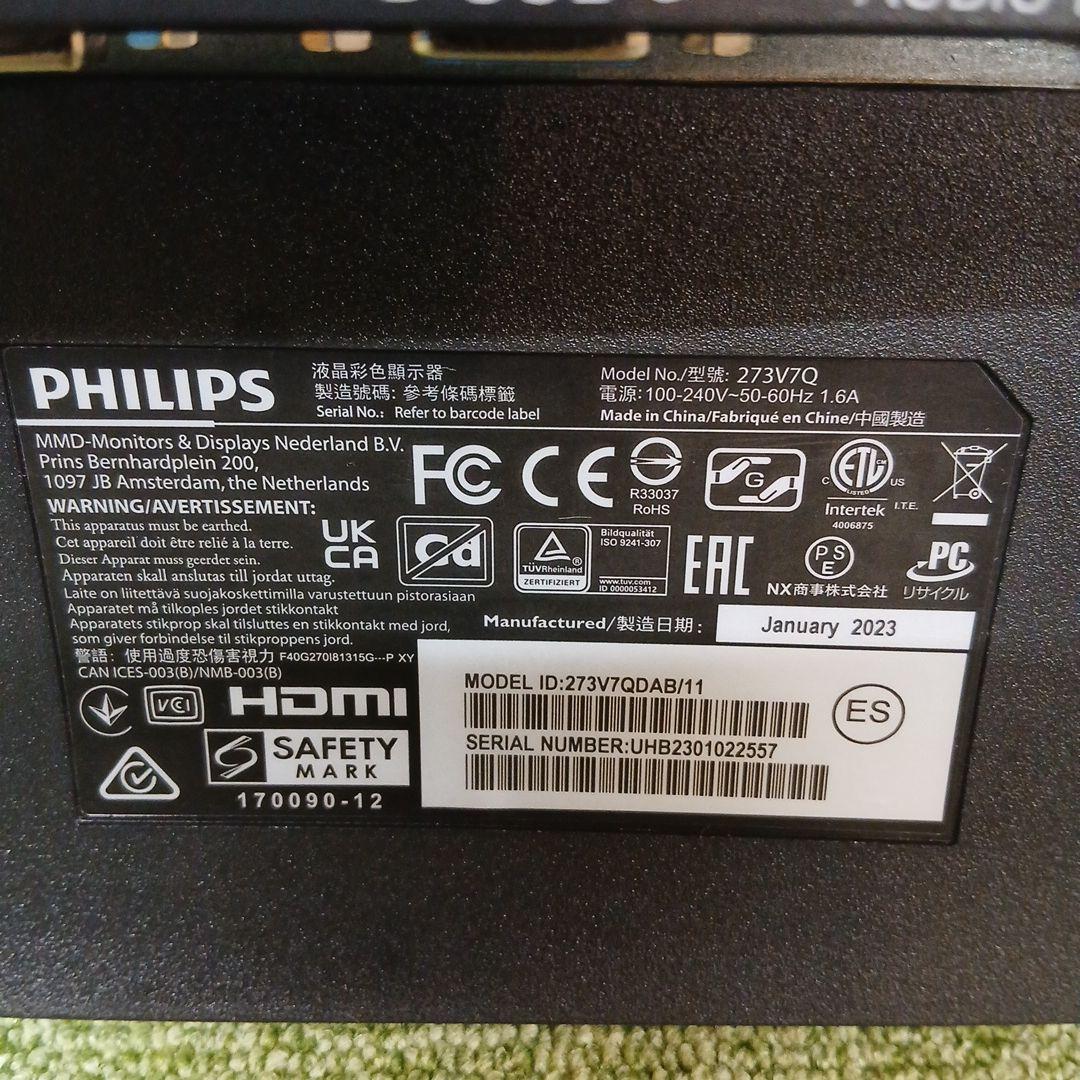 AUDIO
PHILIPS
液晶彩色顯示器
製造號碼: 參考條碼標籤
Serial No.: Refer to barcode label
Model No./型號: 273V7Q
電源:100-240V~50-60Hz 1.6A
Made in China/Fabriqué en Chine/中國製造
MMD-Monitors & Displays Nederland B.V.
Prins Bernhardplein 200,
1097 JB Amsterdam, the Netherlands
WARNING/AVERTISSEMENT:
This apparatus must be earthed.
Cet appareil doit être relié à la terre.
Dieser Apparat muss geerdet sein.
Apparaten skall anslutas till jordat uttag.
Laite on liitettävä suojakoskettimilla varustettuun pistorasiaan
Apparatet må tilkoples jordet stikkontakt
Apparatets stikprop skal tilsluttes en stikkontakt med jord,
som giver forbindelse til stikproppens jord.
警語: 使用過度恐傷害視力 F40G270I81315G---P XY
CAN ICES-003(B)/NMB-003(B)
FC CE
R33037
RoHS
G
C ETL CM US
LISTED
Intertek
4006875
I.T.E.
UK
CA
Cd
TÜVRheinland
ZERTIFIZIERT
Bildqualität
ISO 9241-307
www.tuv.com
ID 0000053412
EAC
PS
E
NX商事株式会社
PC
リサイクル
Manufactured/製造日期: January 2023
VCCI
HDMI
S SAFETY
MARK
170090-12
MODEL ID:273V7QDAB/11
SERIAL NUMBER:UHB2301022557
ES